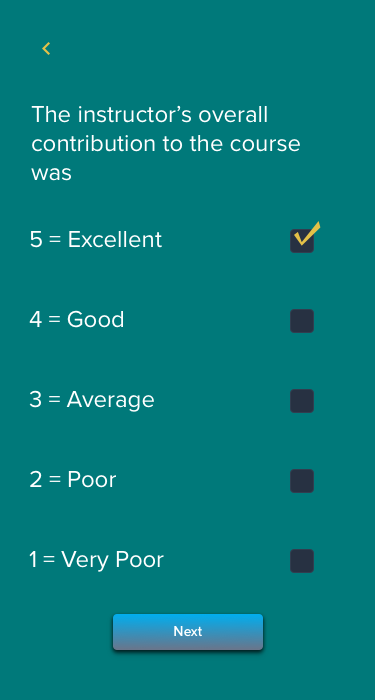 The instructor’s overall
contribution to the course
was
5 = Excellent
4 = Good
3 = Average
2 = Poor
1 = Very Poor
Next